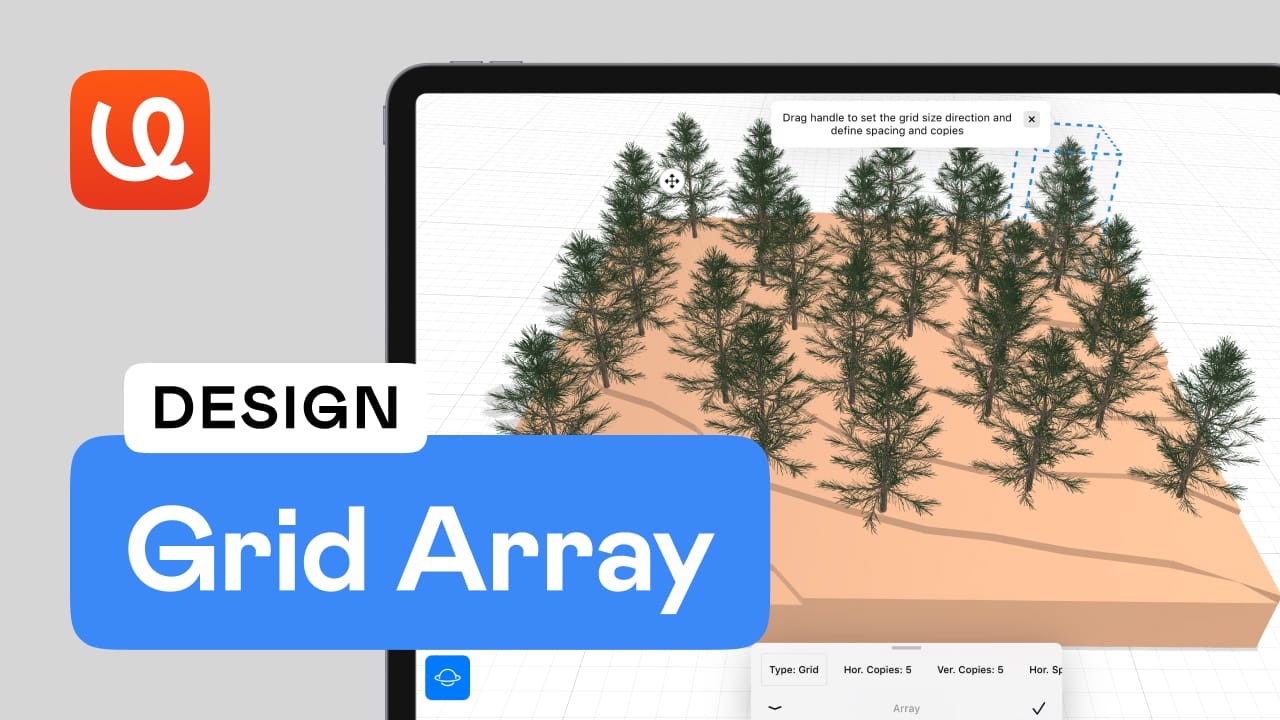 Drag handle to set the grid size direction and
define spacing and copies
DESIGN
Grid Array
Type: Grid Hor. Copies: 5 Ver. Copies: 5 Hor.
Array